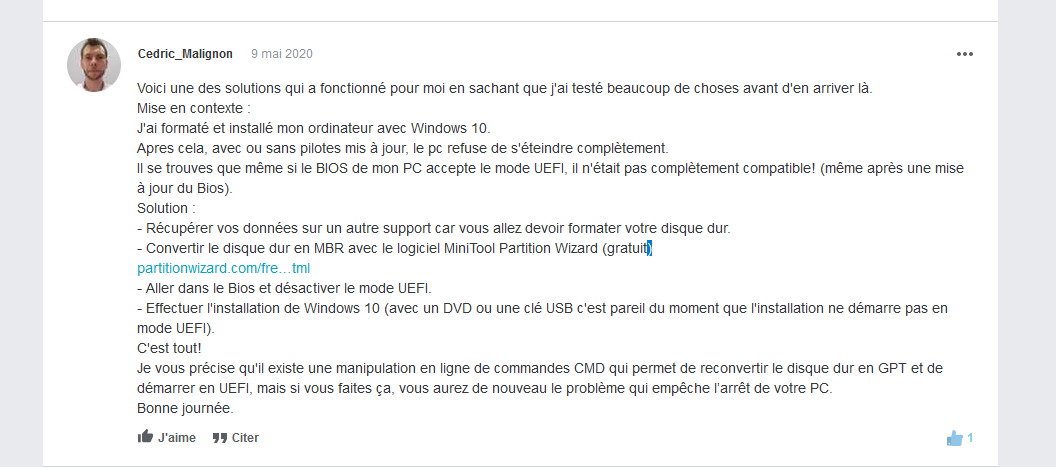 Cedric_Malignon 9 mai 2020
Voici une des solutions qui a fonctionné pour moi en sachant que j'ai testé beaucoup de choses avant d'en arriver là.
Mise en contexte :
J'ai formaté et installé mon ordinateur avec Windows 10.
Apres cela, avec ou sans pilotes mis à jour, le pc refuse de s'éteindre complètement.
Il se trouves que même si le BIOS de mon PC accepte le mode UEFI, il n'était pas complètement compatible! (même après une mise
à jour du Bios).
Solution :
- Récupérer vos données sur un autre support car vous allez devoir formater votre disque dur.
- Convertir le disque dur en MBR avec le logiciel MiniTool Partition Wizard (gratuit)
partitionwizard.com/fre...tml
- Aller dans le Bios et désactiver le mode UEFI.
- Effectuer l'installation de Windows 10 (avec un DVD ou une clé USB c'est pareil du moment que l'installation ne démarre pas en
mode UEFI).
C'est tout!
Je vous précise qu'il existe une manipulation en ligne de commandes CMD qui permet de reconvertir le disque dur en GPT et de
démarrer en UEFI, mais si vous faites ça, vous aurez de nouveau le problème qui empêche l’arrêt de votre PC.
Bonne journée.
J'aime Citer 1